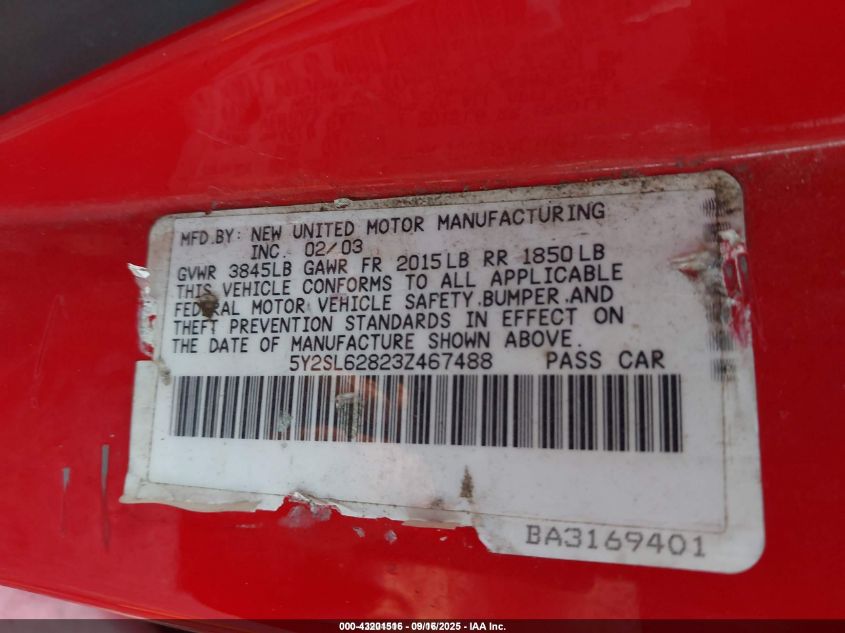 MFD.BY: NEW UNITED MOTOR MANUFACTURING
INC. 02/03
GVWR 3845LB GAWR FR 2015LB RR 1850LB
THIS VEHICLE CONFORMS TO ALL APPLICABLE
FEDERAL MOTOR VEHICLE SAFETY.BUMPER.AND
THEFT PREVENTION STANDARDS IN EFFECT ON
THE DATE OF MANUFACTURE SHOWN ABOVE.
5Y2SL62823Z467488 PASS CAR
BA3169401
000-43201516 - 09/16/2025 - IAA Inc.